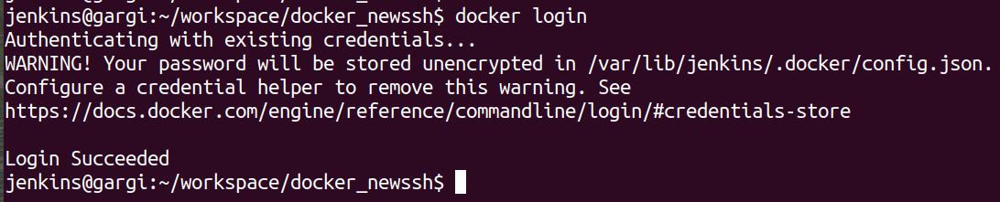 jenkins@gargi:~/workspace/docker_newssh$ docker login
Authenticating with existing credentials...
WARNING! Your password will be stored unencrypted in /var/lib/jenkins/.docker/config.json.
Configure a credential helper to remove this warning. See
https://docs.docker.com/engine/reference/commandline/login/#credentials-store
Login Succeeded
jenkins@gargi:~/workspace/docker_newssh$